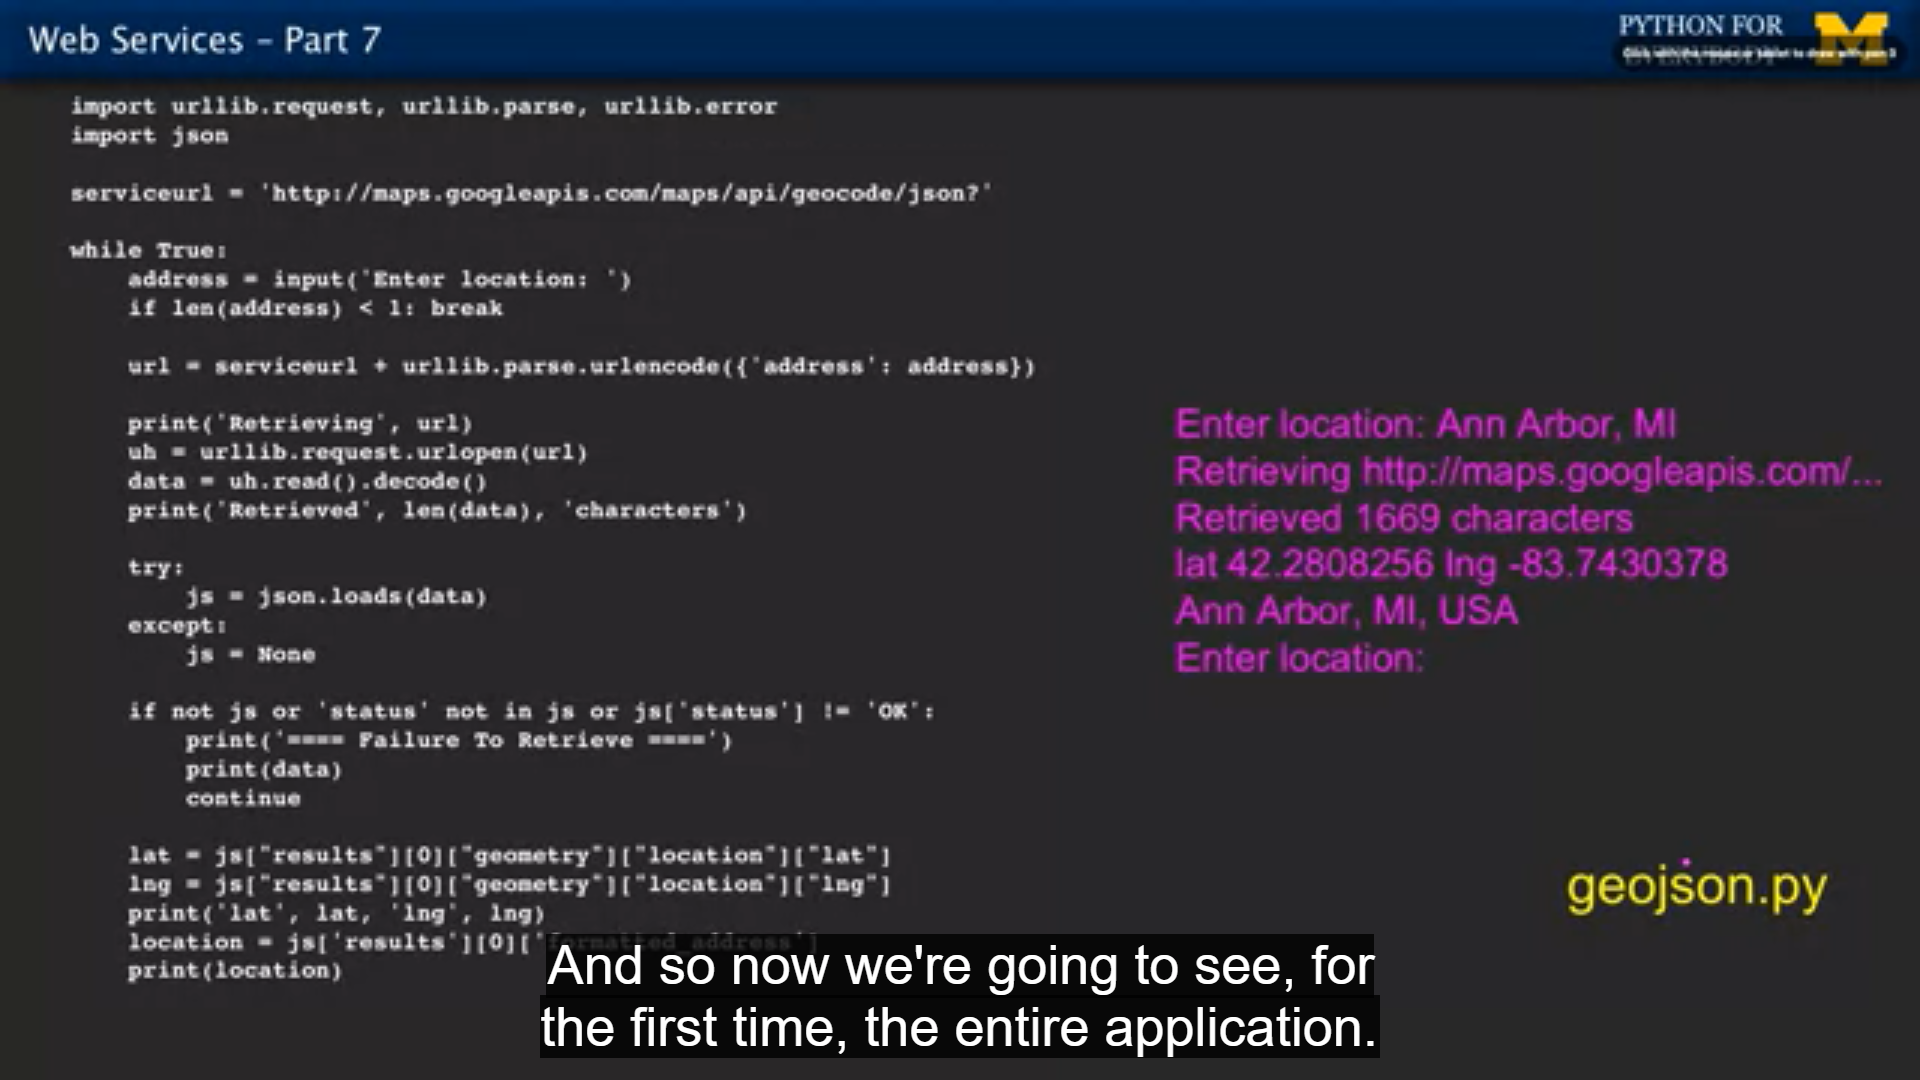 Web Services – Part 7
PYTHON FOR
EVERYBODY
import urllib.request, urllib.parse, urllib.error
import json
serviceurl = 'http://maps.googleapis.com/maps/api/geocode/json?'
while True:
    address = input('Enter location: ')
    if len(address) < 1: break
    url = serviceurl + urllib.parse.urlencode({'address': address})
    print('Retrieving', url)
    uh = urllib.request.urlopen(url)
    data = uh.read().decode()
    print('Retrieved', len(data), 'characters')
    try:
        js = json.loads(data)
    except:
        js = None
    if not js or 'status' not in js or js['status'] != 'OK':
        print('==== Failure To Retrieve ====')
        print(data)
        continue
    lat = js["results"][0]["geometry"]["location"]["lat"]
    lng = js["results"][0]["geometry"]["location"]["lng"]
    print('lat', lat, 'lng', lng)
    location = js['results'][0]['formatted_address']
    print(location)
Enter location: Ann Arbor, MI
Retrieving http://maps.googleapis.com/...
Retrieved 1669 characters
lat 42.2808256 lng -83.7430378
Ann Arbor, MI, USA
Enter location:
geojson.py
And so now we're going to see, for
the first time, the entire application.